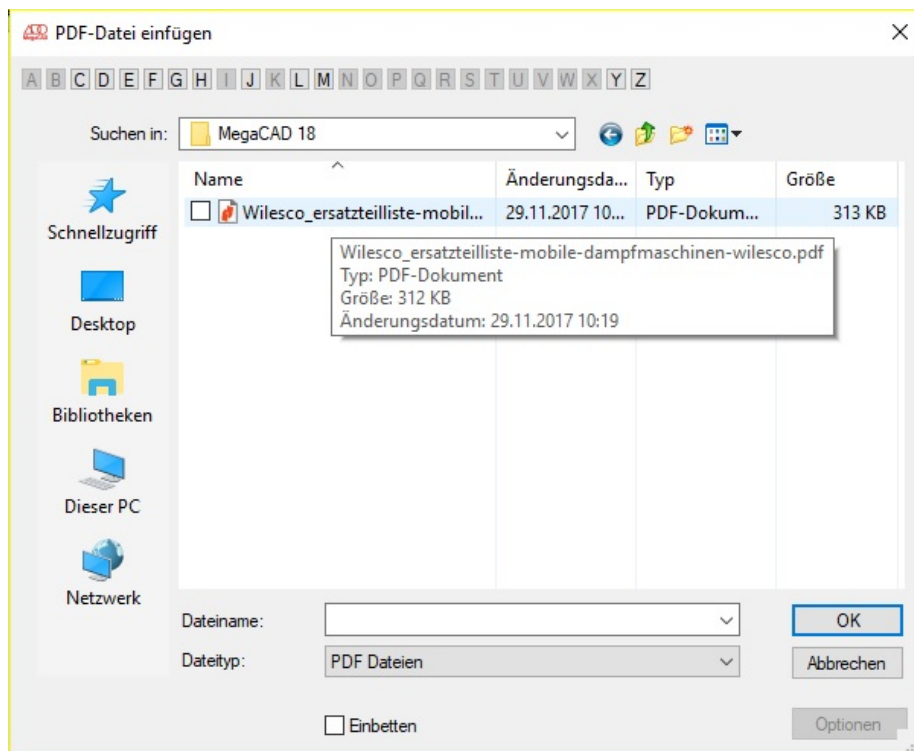 PDF-Datei einfügen
A B C D E F G H I J K L M N O P Q R S T U V W X Y Z
Suchen in: MegaCAD 18
Name Änderungsda... Typ Größe
Wilesco_ersatzteilliste-mobil... 29.11.2017 10... PDF-Dokum... 313 KB
Wilesco_ersatzteilliste-mobile-dampfmaschinen-wilesco.pdf
Typ: PDF-Dokument
Größe: 312 KB
Änderungsdatum: 29.11.2017 10:19
Schnellzugriff
Desktop
Bibliotheken
Dieser PC
Netzwerk
Dateiname: OK
Dateityp: PDF Dateien Abbrechen
Einbetten Optionen